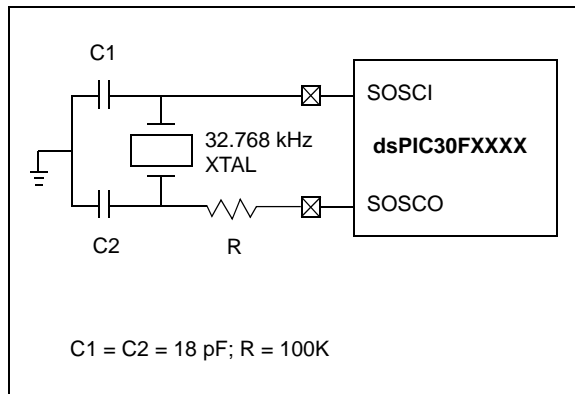 C1
SOSCI
32.768 kHz
XTAL
dsPIC30FXXXX
SOSCO
C2
R
C1 = C2 = 18 pF; R = 100K